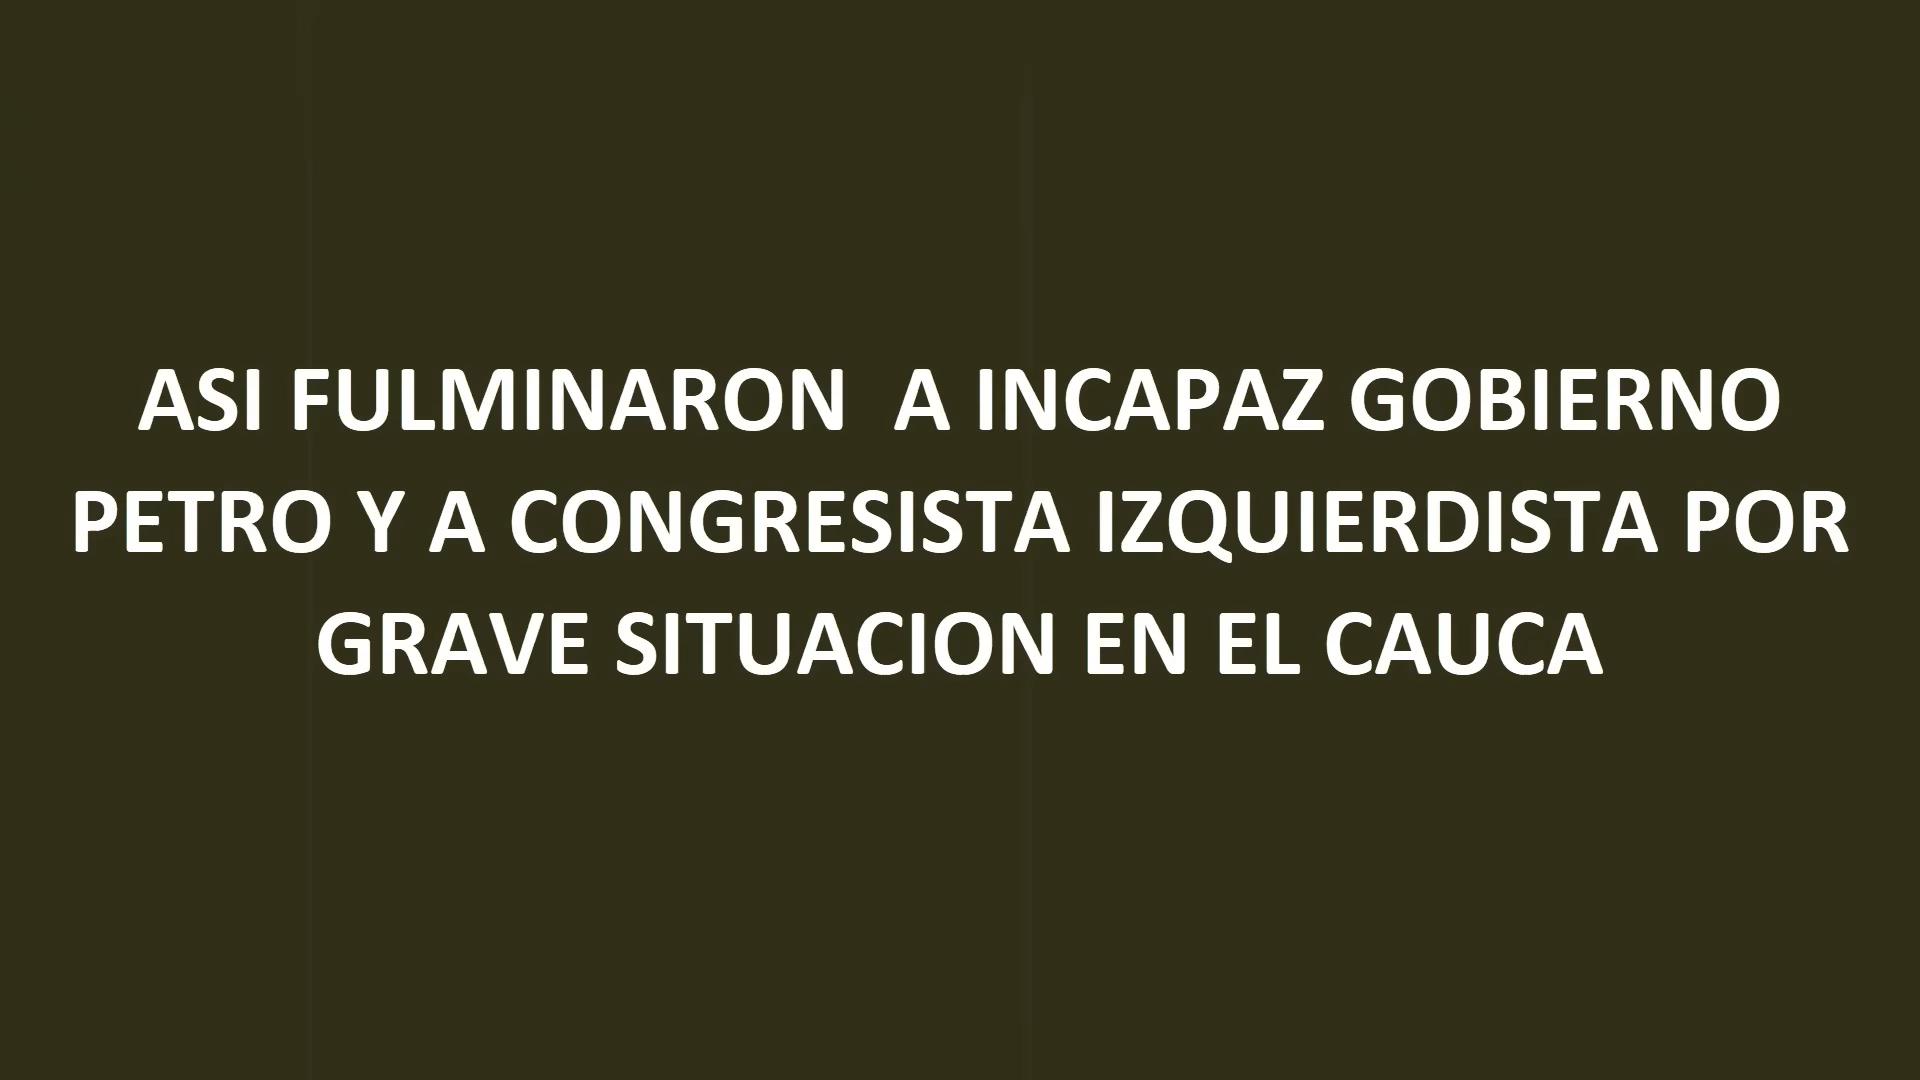 ASI FULMINARON  A INCAPAZ GOBIERNO
PETRO Y A CONGRESISTA IZQUIERDISTA POR
GRAVE SITUACION EN EL CAUCA